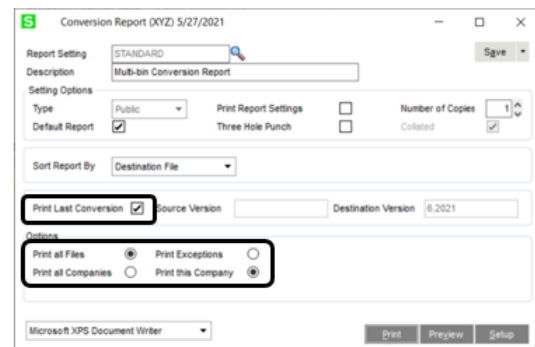 S Conversion Report (XYZ) 5/27/2021
Report Setting STANDARD Save
Description Multi-bin Conversion Report
Setting Options
Type Public Print Report Settings Number of Copies 1
Default Report Three Hole Punch Collated
Sort Report By Destination File
Print Last Conversion Source Version Destination Version 6.2021
Options
Print all Files Print Exceptions
Print all Companies Print this Company
Microsoft XPS Document Writer Print Preview Setup